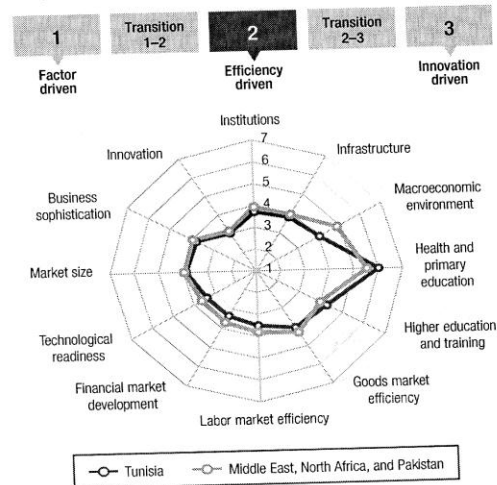 1
Transition
1–2
2
Transition
2–3
3
Factor
driven
Efficiency
driven
Innovation
driven
Institutions
Innovation
7
Infrastructure
6
Business
sophistication
5
Macroeconomic
environment
4
3
2
Market size
1
Health and
primary
education
Technological
readiness
Higher education
and training
Financial market
development
Goods market
efficiency
Labor market efficiency
Tunisia
Middle East, North Africa, and Pakistan